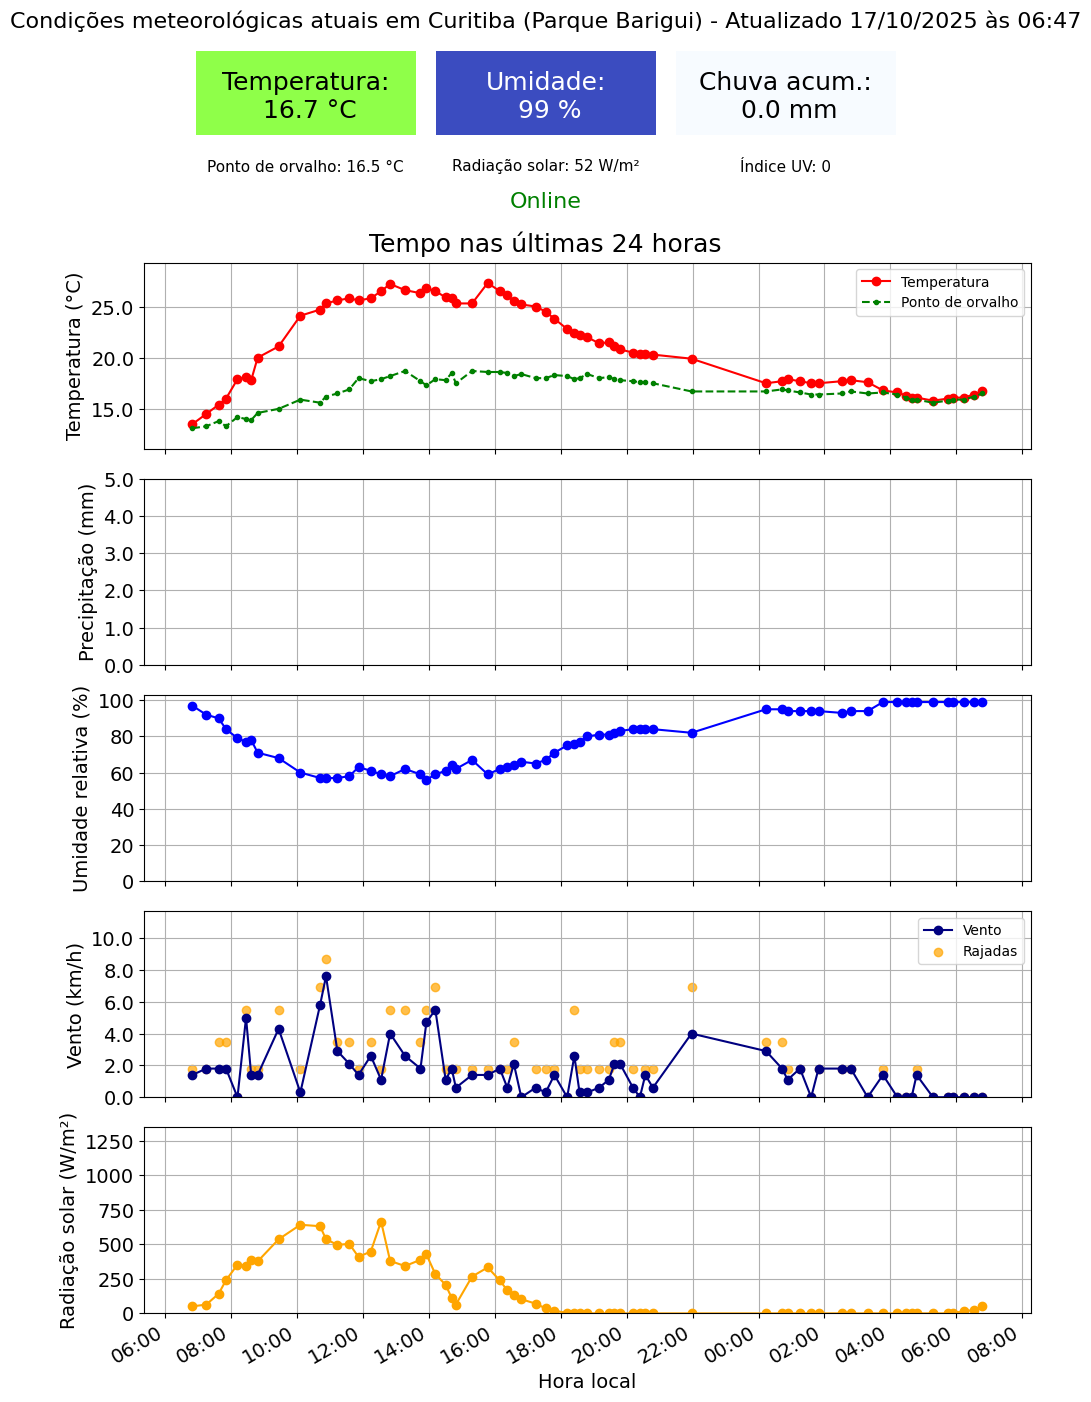 Condições meteorológicas atuais em Curitiba (Parque Barigui) - Atualizado 17/10/2025 às 06:47
Temperatura:
16.7 °C
Umidade:
99 %
Chuva acum.:
0.0 mm
Ponto de orvalho: 16.5 °C
Radiação solar: 52 W/m²
Índice UV: 0
Online
Tempo nas últimas 24 horas
Temperatura (°C)
25.0
20.0
15.0
Temperatura
Ponto de orvalho
Precipitação (mm)
5.0
4.0
3.0
2.0
1.0
0.0
Umidade relativa (%)
100
80
60
40
20
0
Vento (km/h)
10.0
8.0
6.0
4.0
2.0
0.0
Vento
Rajadas
Radiação solar (W/m²)
1250
1000
750
500
250
0
06:00
08:00
10:00
12:00
14:00
16:00
18:00
20:00
22:00
00:00
02:00
04:00
06:00
08:00
Hora local